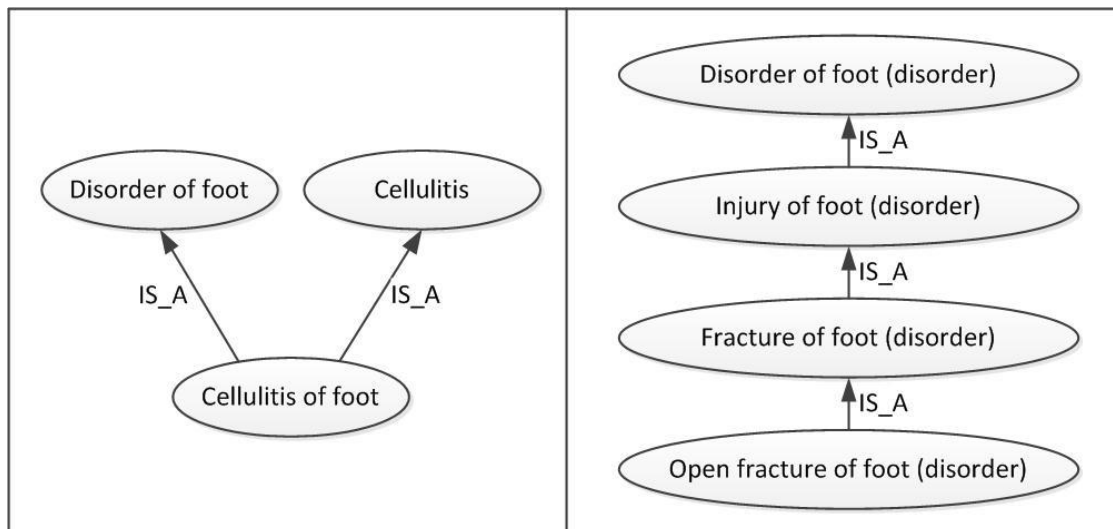 Disorder of foot
Cellulitis
IS_A
IS_A
Cellulitis of foot
Disorder of foot (disorder)
IS_A
Injury of foot (disorder)
IS_A
Fracture of foot (disorder)
IS_A
Open fracture of foot (disorder)